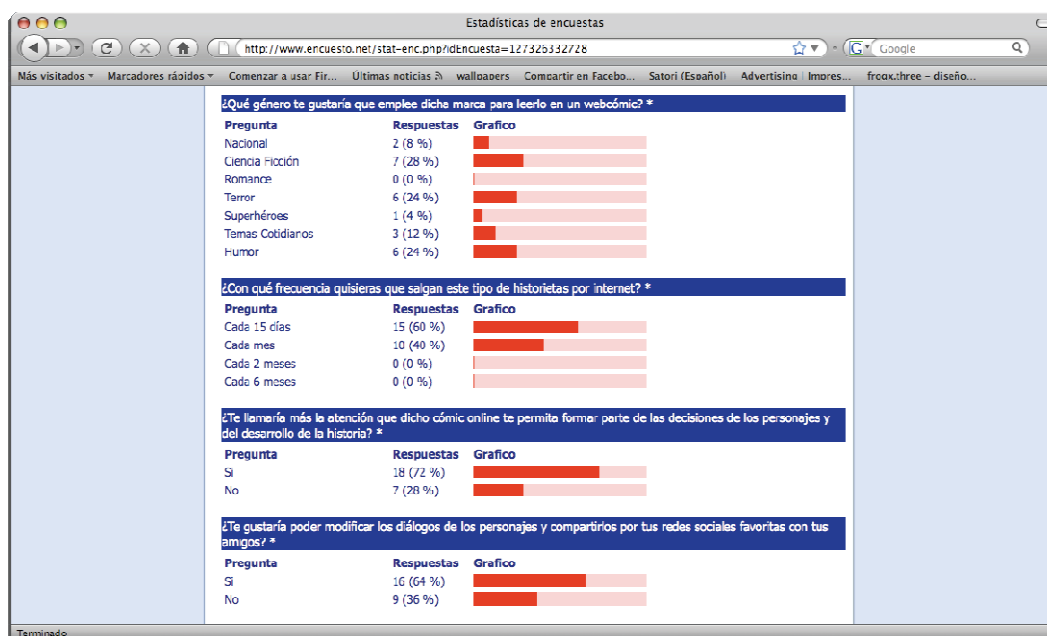 Estadísticas de encuestas
http://www.encuesto.net/stat-enc.php?idEncuesta=127326332728
Google
Más visitados Marcadores rápidos Comenzar a usar Fir... Últimas noticias wallpapers Compartir en Facebo... Satori (Español) Advertising | Impres... frogx.three – diseño...
¿Qué género te gustaría que emplee dicha marca para leerlo en un webcómic? *
Pregunta Respuestas Grafico
Nacional 2 (8 %)
Ciencia Ficción 7 (28 %)
Romance 0 (0 %)
Terror 6 (24 %)
Superhéroes 1 (4 %)
Temas Cotidianos 3 (12 %)
Humor 6 (24 %)
¿Con qué frecuencia quisieras que salgan este tipo de historietas por internet? *
Pregunta Respuestas Grafico
Cada 15 días 15 (60 %)
Cada mes 10 (40 %)
Cada 2 meses 0 (0 %)
Cada 6 meses 0 (0 %)
¿Te llamaría más la atención que dicho cómic online te permita formar parte de las decisiones de los personajes y
del desarrollo de la historia? *
Pregunta Respuestas Grafico
Si 18 (72 %)
No 7 (28 %)
¿Te gustaría poder modificar los diálogos de los personajes y compartirlos por tus redes sociales favoritas con tus
amigos? *
Pregunta Respuestas Grafico
Si 16 (64 %)
No 9 (36 %)
Terminado